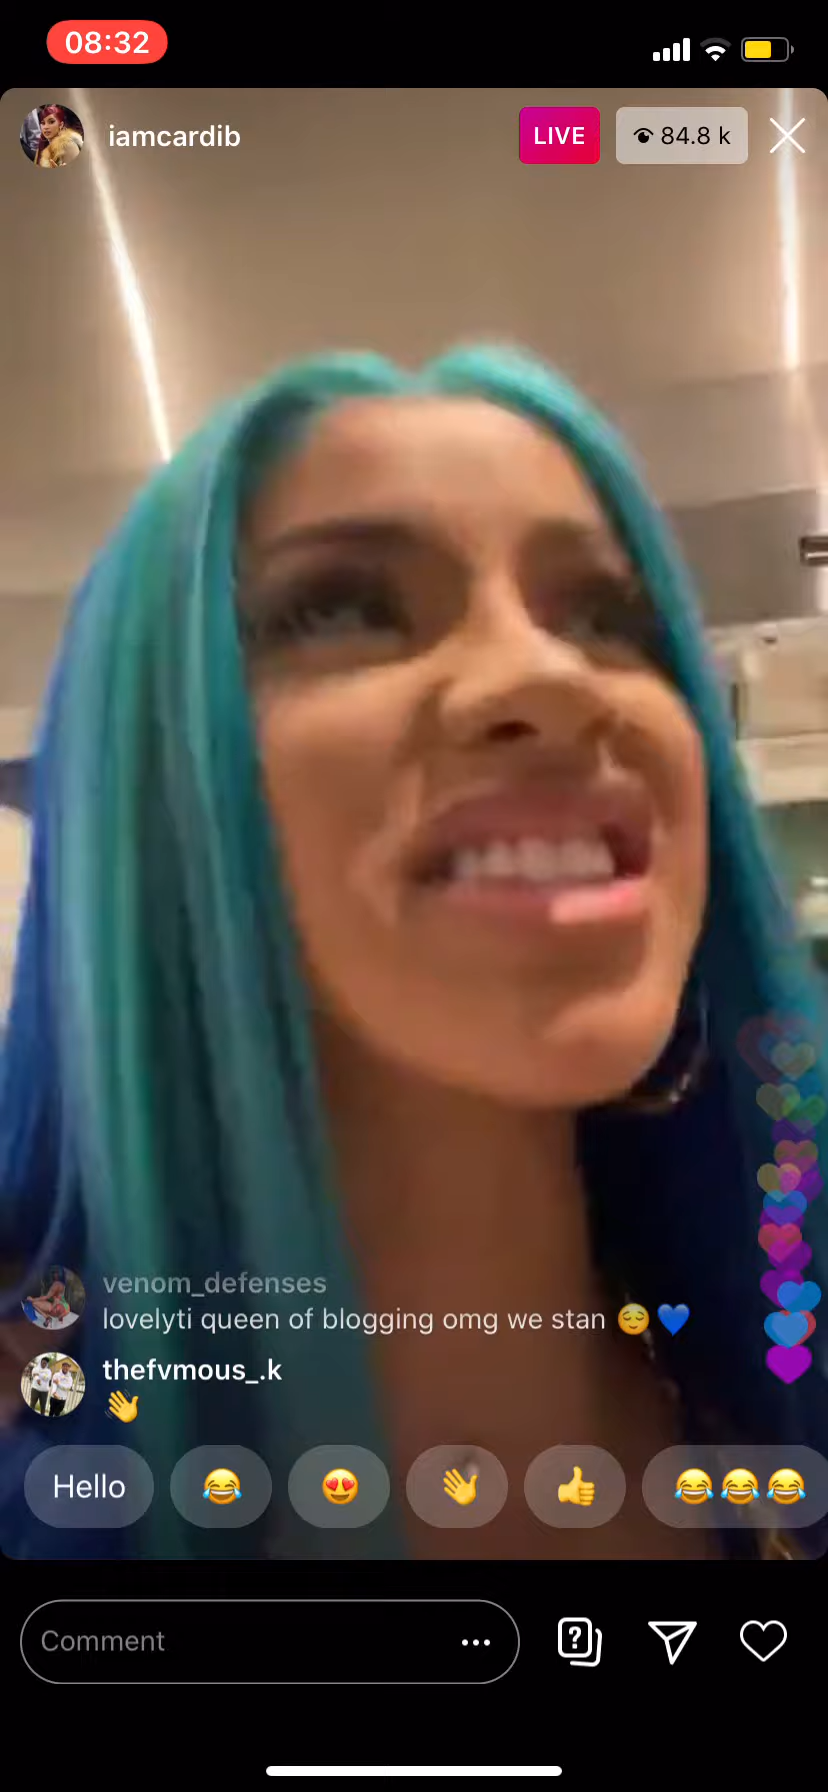 08:32
iamcardib
LIVE
84.8 k
venom_defenses
lovelyti queen of blogging omg we stan 😌💙
thefvmous_.k
👋
Hello 😂 😍 👋 👍 😂😂😂
Comment